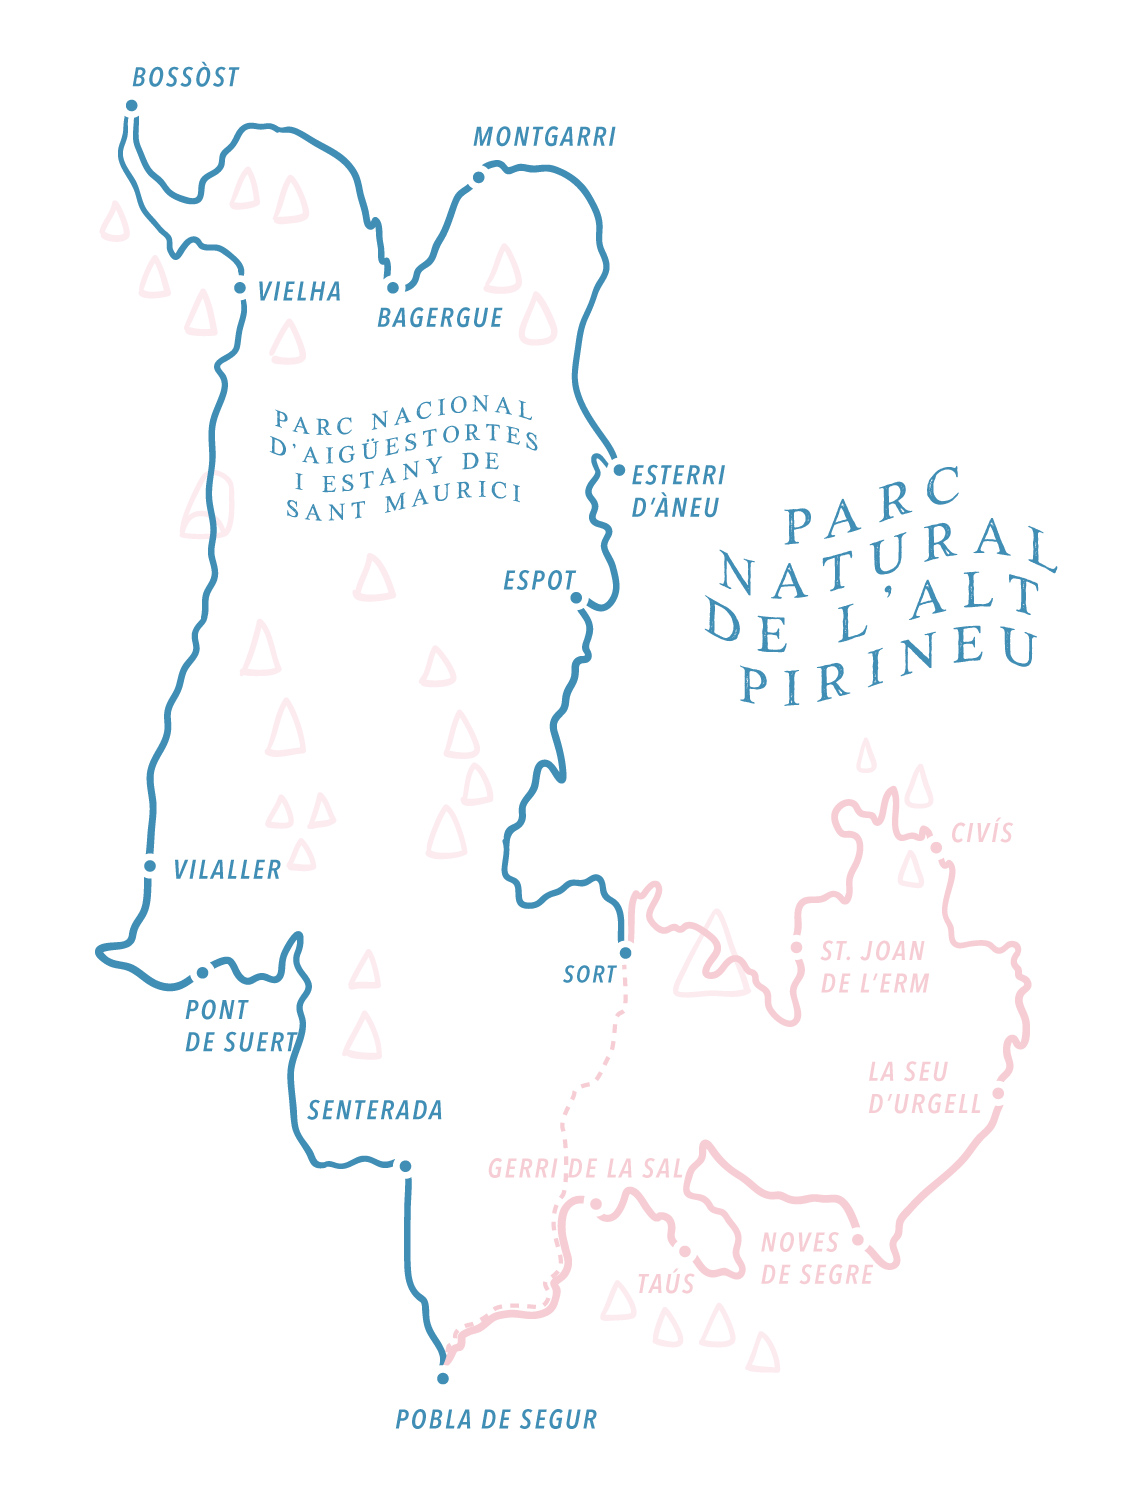 BOSSÒST
MONTGARRI
VIELHA
BAGERGUE
PARC NACIONAL
D'AIGÜESTORTES
I ESTANY DE
SANT MAURICI
ESTERRI
D'ÀNEU
PARC
NATURAL
DE L'ALT
PIRINEU
ESPOT
CIVÍS
VILALLER
ST. JOAN
DE L'ERM
SORT
PONT
DE SUERT
LA SEU
D'URGELL
SENTERADA
GERRI DE LA SAL
NOVES
DE SEGRE
TAÚS
POBLA DE SEGUR